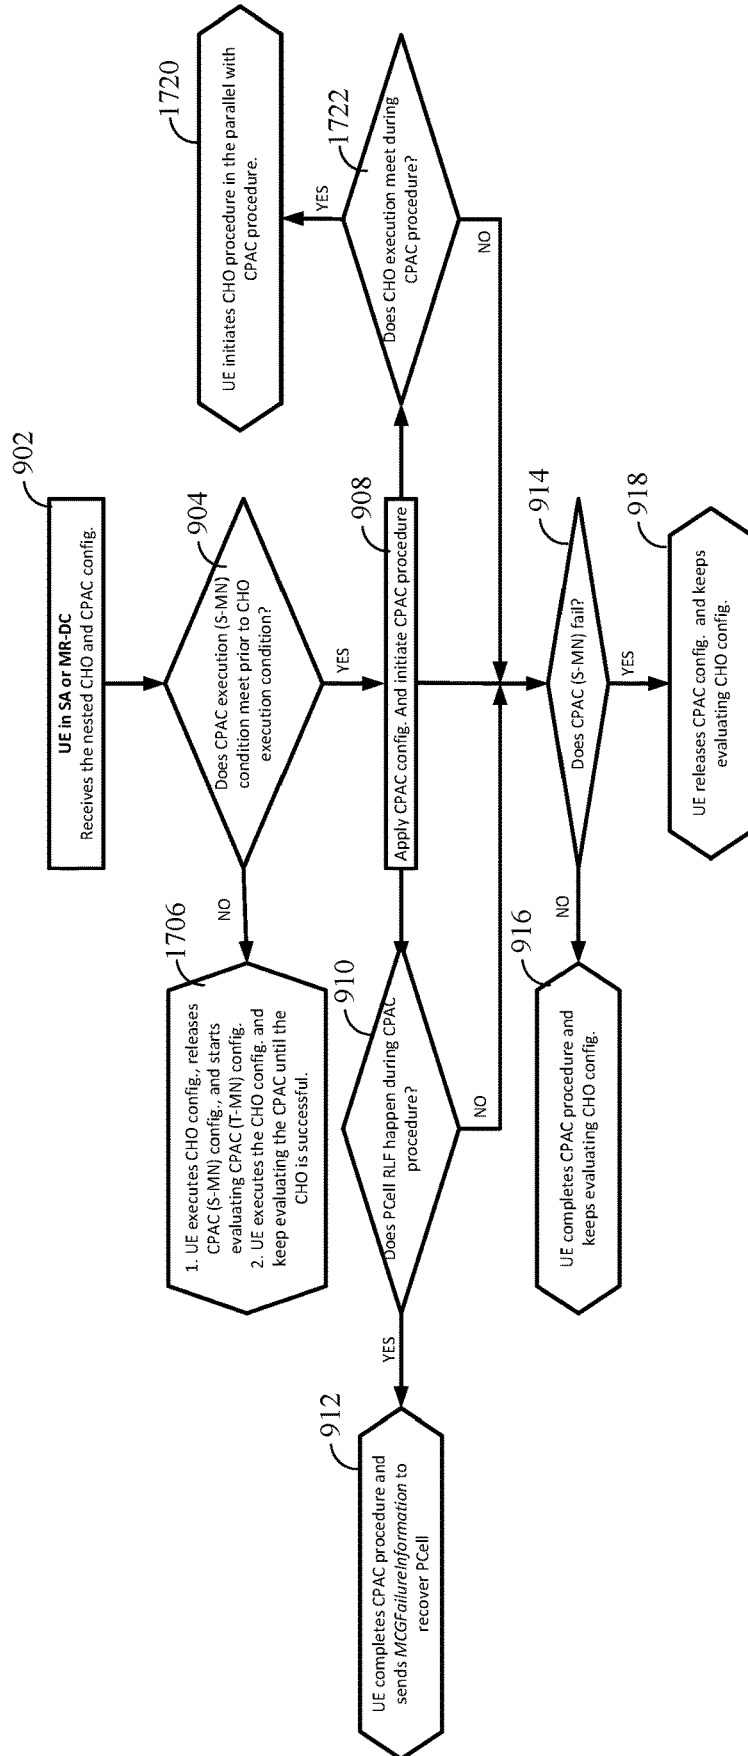 902
UE in SA or MR-DC
Receives the nested CHO and CPAC config.
904
Does CPAC execution (S-MN)
condition meet prior to CHO
execution condition?
NO
YES
1706
1. UE executes CHO config., releases
CPAC (S-MN) config., and starts
evaluating CPAC (T-MN) config.
2. UE executes the CHO config. and
keep evaluating the CPAC until the
CHO is successful.
1720
UE initiates CHO procedure in the parallel with
CPAC procedure.
YES
1722
Does CHO execution meet during
CPAC procedure?
NO
908
Apply CPAC config. And initiate CPAC procedure
910
Does PCell RLF happen during CPAC
procedure?
YES
NO
912
UE completes CPAC procedure and
sends MCGFailureInformation to
recover PCell
914
Does CPAC (S-MN) fail?
NO
YES
916
UE completes CPAC procedure and
keeps evaluating CHO config.
918
UE releases CPAC config. and keeps
evaluating CHO config.